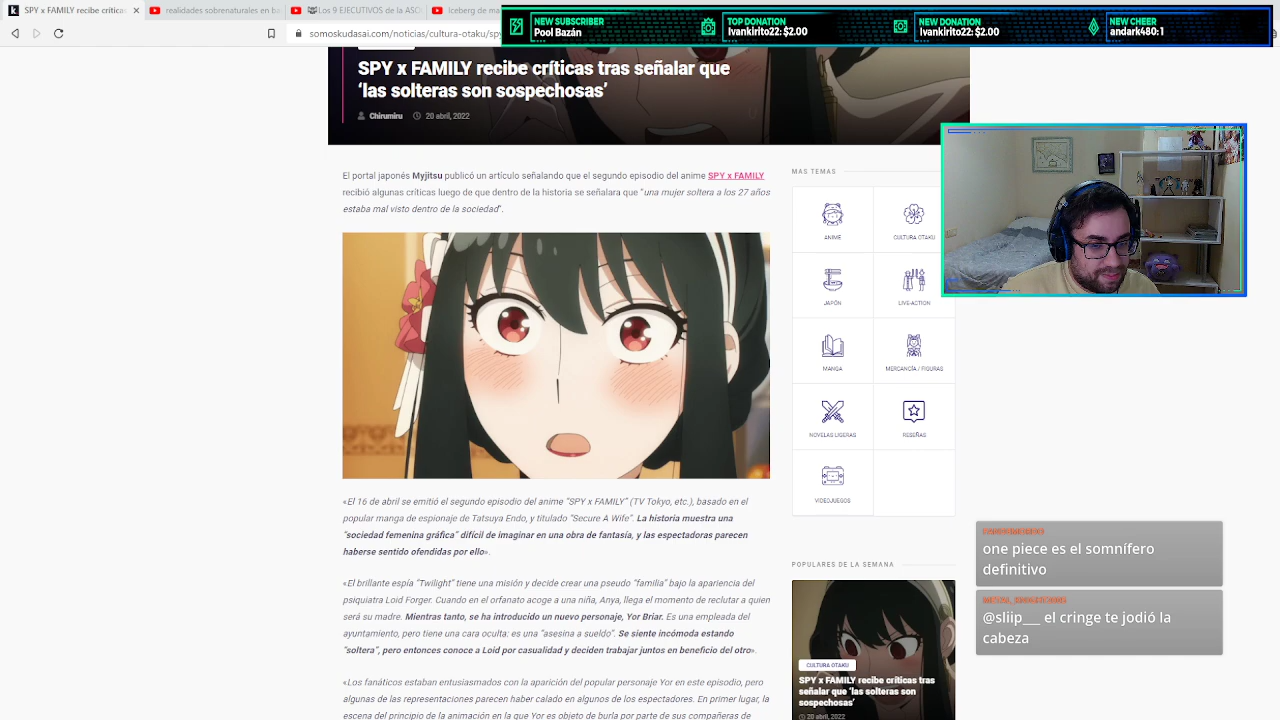 SPY x FAMILY recibe críticas
realidades sobrenaturales en ba
Los 9 EJECUTIVOS de la ASCI
Iceberg de ma
NEW SUBSCRIBER
Pool Bazán
TOP DONATION
Ivankirito22: $2.00
NEW DONATION
Ivankirito22: $2.00
NEW CHEER
andark480:1
somoskudasai.com/noticias/cultura-otaku/spy
SPY x FAMILY recibe críticas tras señalar que
‘las solteras son sospechosas’
Chirumiru
20 abril, 2022
El portal japonés Myjitsu publicó un artículo señalando que el segundo episodio del anime SPY x FAMILY
recibió algunas críticas luego de que dentro de la historia se señalara que “una mujer soltera a los 27 años
estaba mal visto dentro de la sociedad”.
«El 16 de abril se emitió el segundo episodio del anime “SPY x FAMILY” (TV Tokyo, etc.), basado en el
popular manga de espionaje de Tatsuya Endo, y titulado “Secure A Wife”. La historia muestra una
“sociedad femenina gráfica” difícil de imaginar en una obra de fantasía, y las espectadoras parecen
haberse sentido ofendidas por ello».
«El brillante espía “Twilight” tiene una misión y decide crear una pseudo “familia” bajo la apariencia del
psiquiatra Loid Forger. Cuando en el orfanato acoge a una niña, Anya, llega el momento de reclutar a quien
será su madre. Mientras tanto, se ha introducido un nuevo personaje, Yor Briar. Es una empleada del
ayuntamiento, pero tiene una cara oculta: es una “asesina a sueldo”. Se siente incómoda estando
“soltera”, pero entonces conoce a Loid por casualidad y deciden trabajar juntos en beneficio del otro».
«Los fanáticos estaban entusiasmados con la aparición del popular personaje Yor en este episodio, pero
algunas de las representaciones parecen haber calado en algunos de los espectadores. En primer lugar, la
escena del principio de la animación en la que Yor es objeto de burla por parte de sus compañeras de
MAS TEMAS
ANIME
CULTURA OTAKU
JAPÓN
LIVE-ACTION
MANGA
MERCANCÍA / FIGURAS
NOVELAS LIGERAS
RESEÑAS
VIDEOJUEGOS
POPULARES DE LA SEMANA
CULTURA OTAKU
SPY x FAMILY recibe críticas tras
señalar que ‘las solteras son
sospechosas’
20 abril, 2022
one piece es el somnífero
definitivo
@sliip___ el cringe te jodió la
cabeza